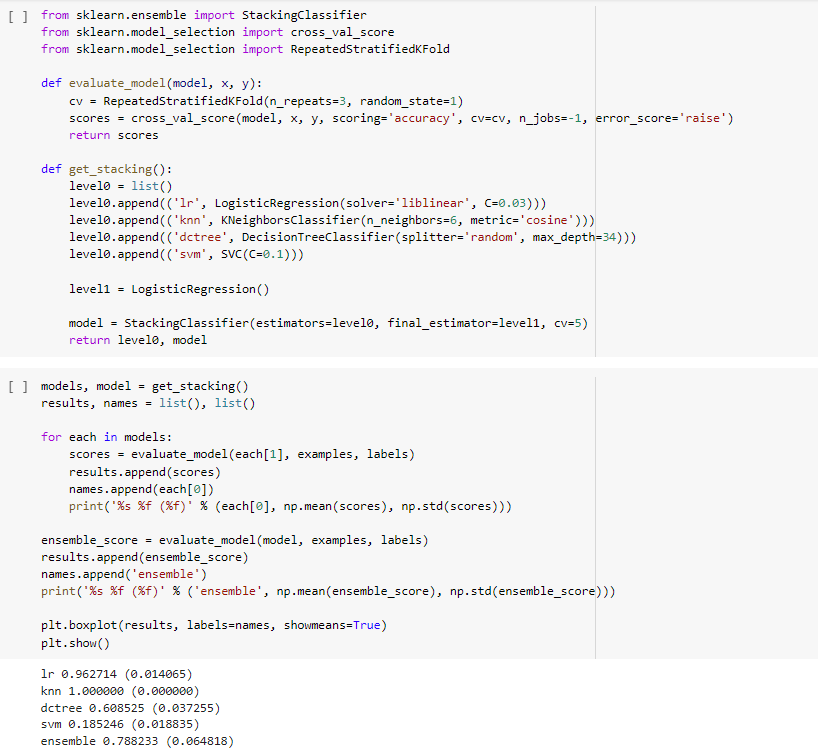 [ ] from sklearn.ensemble import StackingClassifier
from sklearn.model_selection import cross_val_score
from sklearn.model_selection import RepeatedStratifiedKFold

def evaluate_model(model, x, y):
    cv = RepeatedStratifiedKFold(n_repeats=3, random_state=1)
    scores = cross_val_score(model, x, y, scoring='accuracy', cv=cv, n_jobs=-1, error_score='raise')
    return scores

def get_stacking():
    level0 = list()
    level0.append(('lr', LogisticRegression(solver='liblinear', C=0.03)))
    level0.append(('knn', KNeighborsClassifier(n_neighbors=6, metric='cosine')))
    level0.append(('dctree', DecisionTreeClassifier(splitter='random', max_depth=34)))
    level0.append(('svm', SVC(C=0.1)))

    level1 = LogisticRegression()

    model = StackingClassifier(estimators=level0, final_estimator=level1, cv=5)
    return level0, model

[ ] models, model = get_stacking()
results, names = list(), list()

for each in models:
    scores = evaluate_model(each[1], examples, labels)
    results.append(scores)
    names.append(each[0])
    print('%s %f (%f)' % (each[0], np.mean(scores), np.std(scores)))

ensemble_score = evaluate_model(model, examples, labels)
results.append(ensemble_score)
names.append('ensemble')
print('%s %f (%f)' % ('ensemble', np.mean(ensemble_score), np.std(ensemble_score)))

plt.boxplot(results, labels=names, showmeans=True)
plt.show()

lr 0.962714 (0.014065)
knn 1.000000 (0.000000)
dctree 0.608525 (0.037255)
svm 0.185246 (0.018835)
ensemble 0.788233 (0.064818)